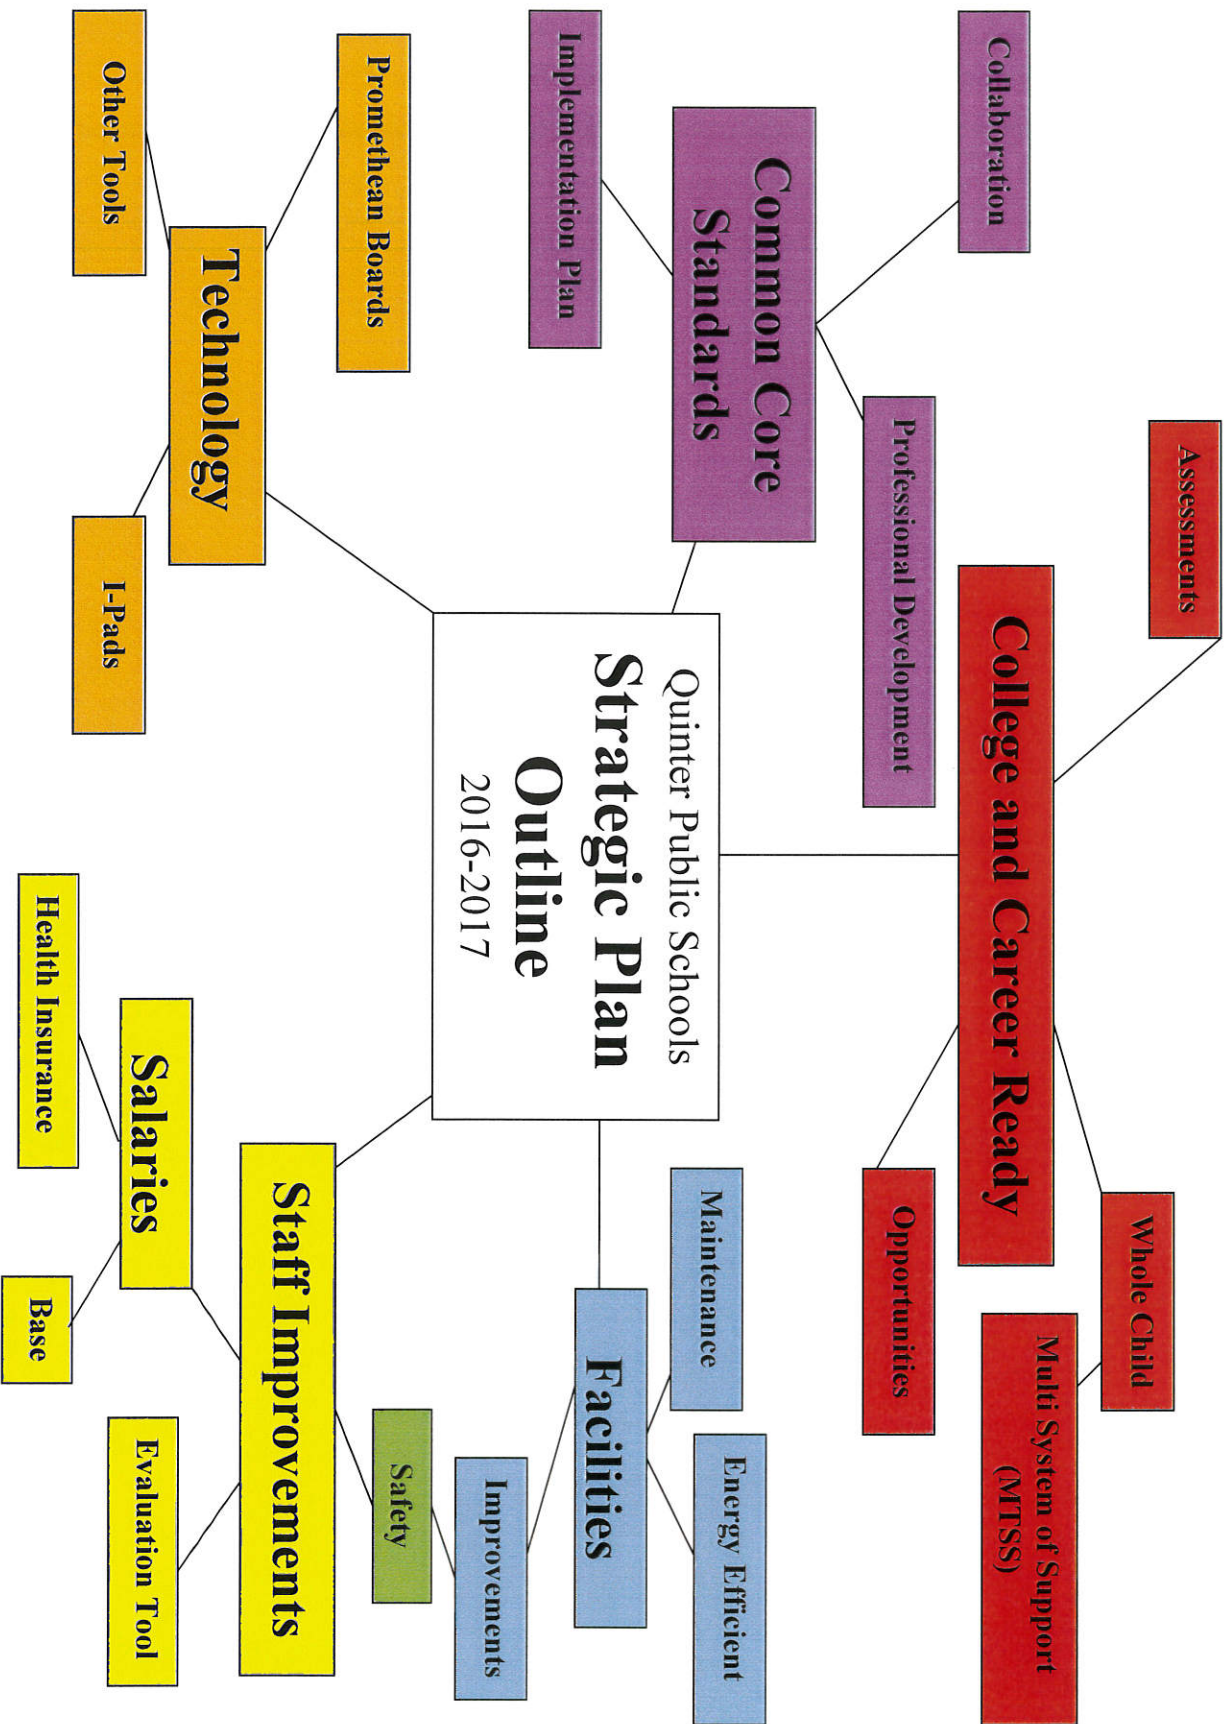 Assessments
Whole Child
College and Career Ready
Multi System of Support
(MTSS)
Collaboration
Professional Development
Opportunities
Common Core
Standards
Implementation Plan
Quinter Public Schools
Strategic Plan
Outline
2016-2017
Energy Efficient
Maintenance
Facilities
Improvements
Safety
Promethean Boards
Technology
Other Tools
I-Pads
Staff Improvements
Salaries
Evaluation Tool
Health Insurance
Base